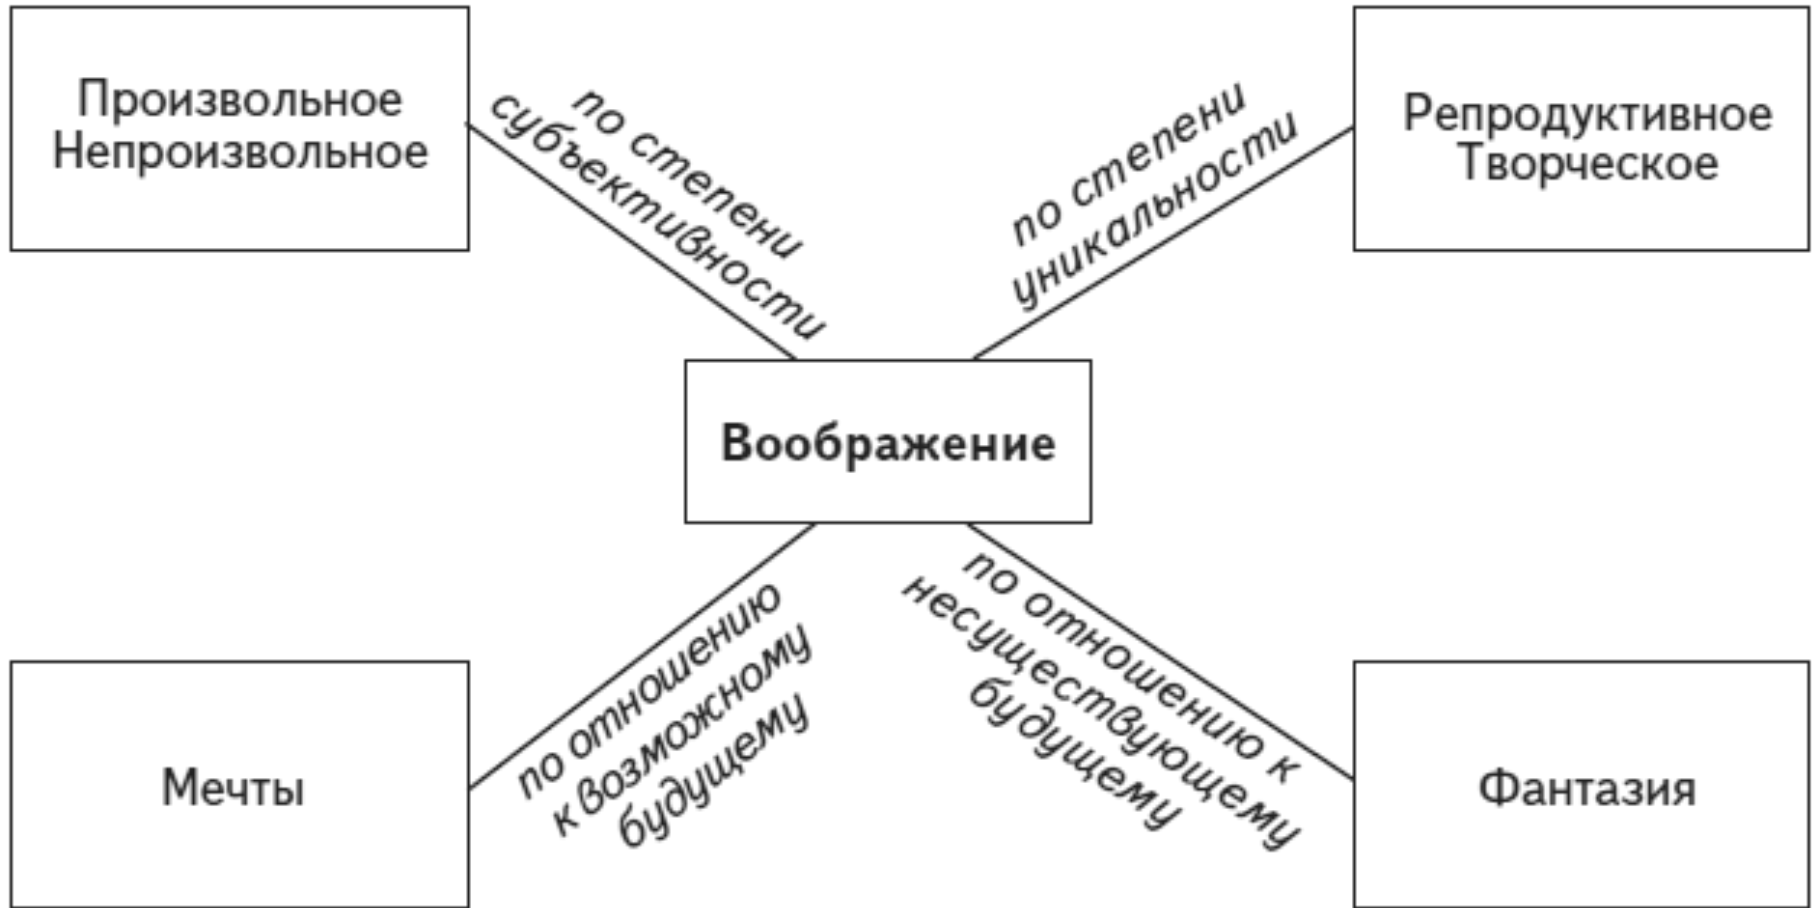 Произвольное
Непроизвольное
по степени
субъективности
по степени
уникальности
Репродуктивное
Творческое
Воображение
Мечты
по отношению
к возможному
будущему
по отношению к
несуществующему
будущему
Фантазия